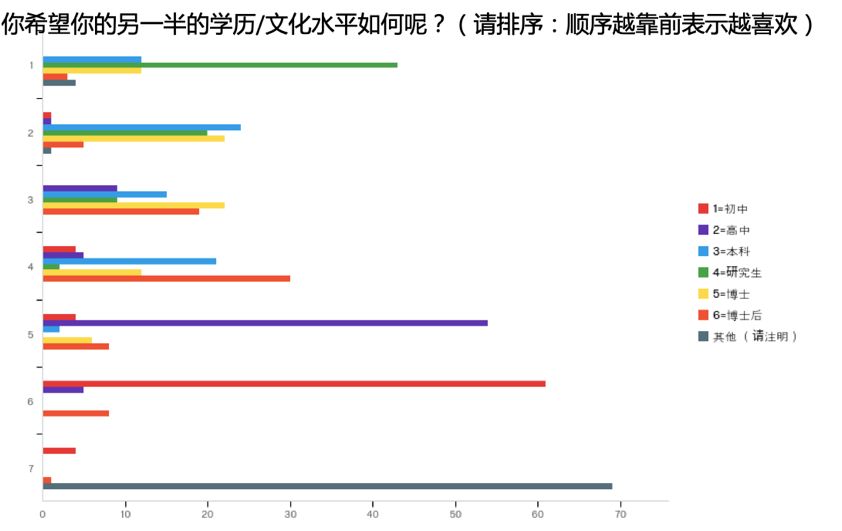 你希望你的另一半的学历/文化水平如何呢？（请排序：顺序越靠前表示越喜欢）
1
2
3
4
5
6
7
0 10 20 30 40 50 60 70
1=初中
2=高中
3=本科
4=研究生
5=博士
6=博士后
其他（请注明）